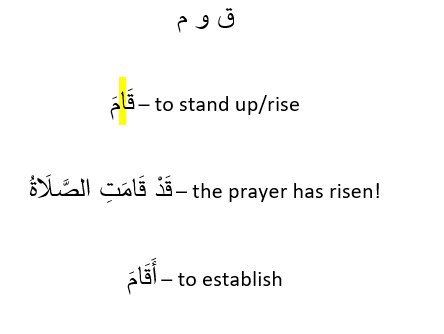 ق و م
قَامَ – to stand up/rise
قَدْ قَامَتِ الصَّلَاةُ – the prayer has risen!
أَقَامَ – to establish